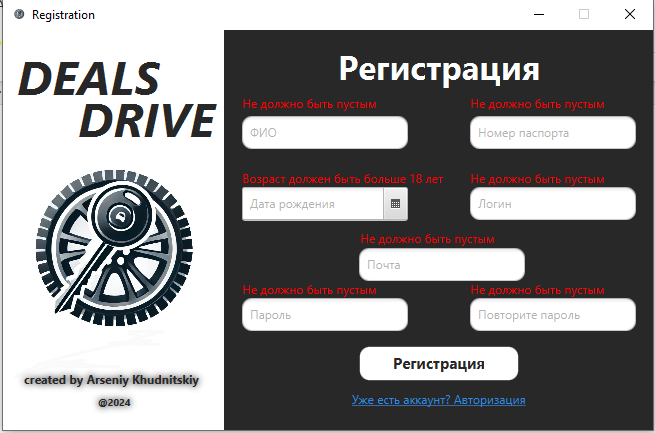 Registration
DEALS
DRIVE
D
created by Arseniy Khudnitskiy
@2024
Регистрация
Не должно быть пустым
Не должно быть пустым
ФИО
Номер паспорта
Возраст должен быть больше 18 лет
Не должно быть пустым
Дата рождения
Логин
Не должно быть пустым
Почта
Не должно быть пустым
Не должно быть пустым
Пароль
Повторите пароль
Регистрация
Уже есть аккаунт? Авторизация